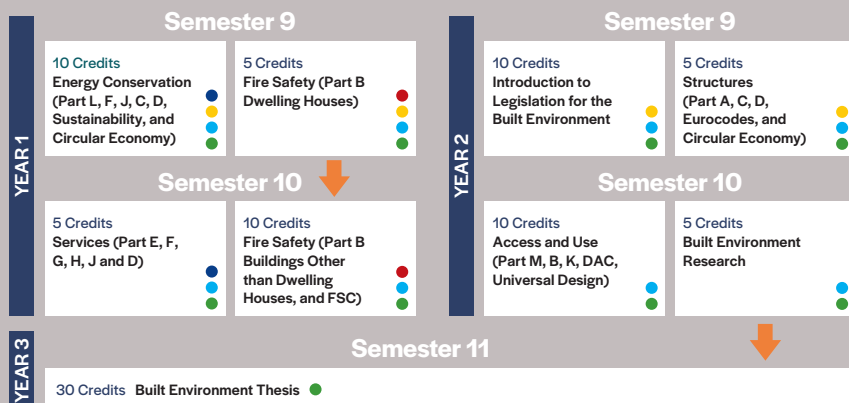 YEAR 1
Semester 9
10 Credits
Energy Conservation
(Part L, F, J, C, D,
Sustainability, and
Circular Economy)
5 Credits
Fire Safety (Part B
Dwelling Houses)
Semester 10
5 Credits
Services (Part E, F,
G, H, J and D)
10 Credits
Fire Safety (Part B
Buildings Other
than Dwelling
Houses, and FSC)
YEAR 2
Semester 9
10 Credits
Introduction to
Legislation for the
Built Environment
5 Credits
Structures
(Part A, C, D,
Eurocodes, and
Circular Economy)
Semester 10
10 Credits
Access and Use
(Part M, B, K, DAC,
Universal Design)
5 Credits
Built Environment
Research
YEAR 3
Semester 11
30 Credits Built Environment Thesis